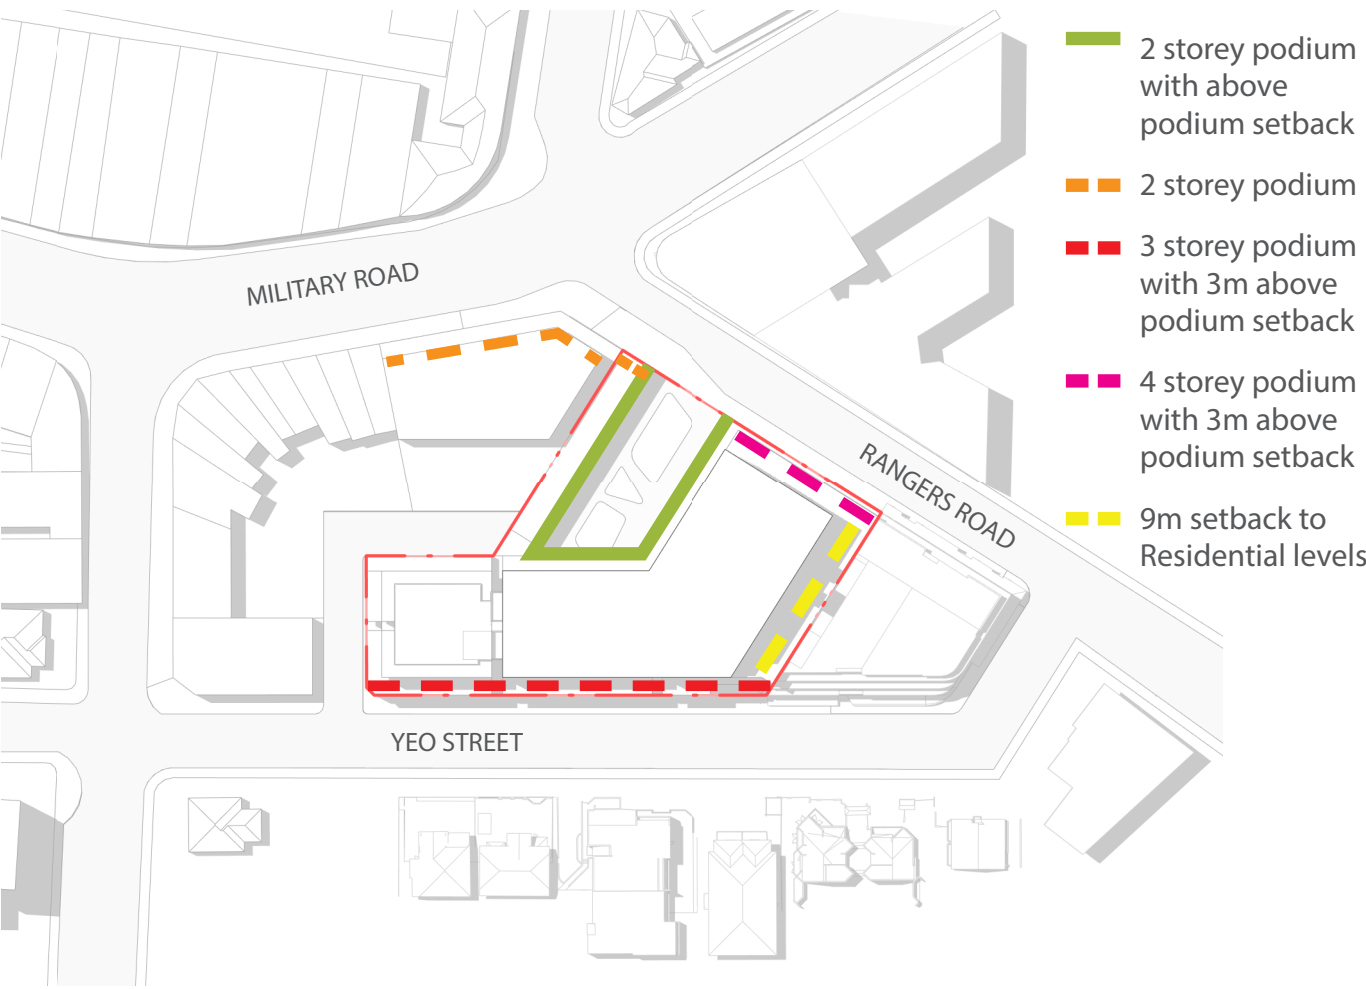 2 storey podium
with above
podium setback
2 storey podium
3 storey podium
with 3m above
podium setback
4 storey podium
with 3m above
podium setback
9m setback to
Residential levels
MILITARY ROAD
RANGERS ROAD
YEO STREET